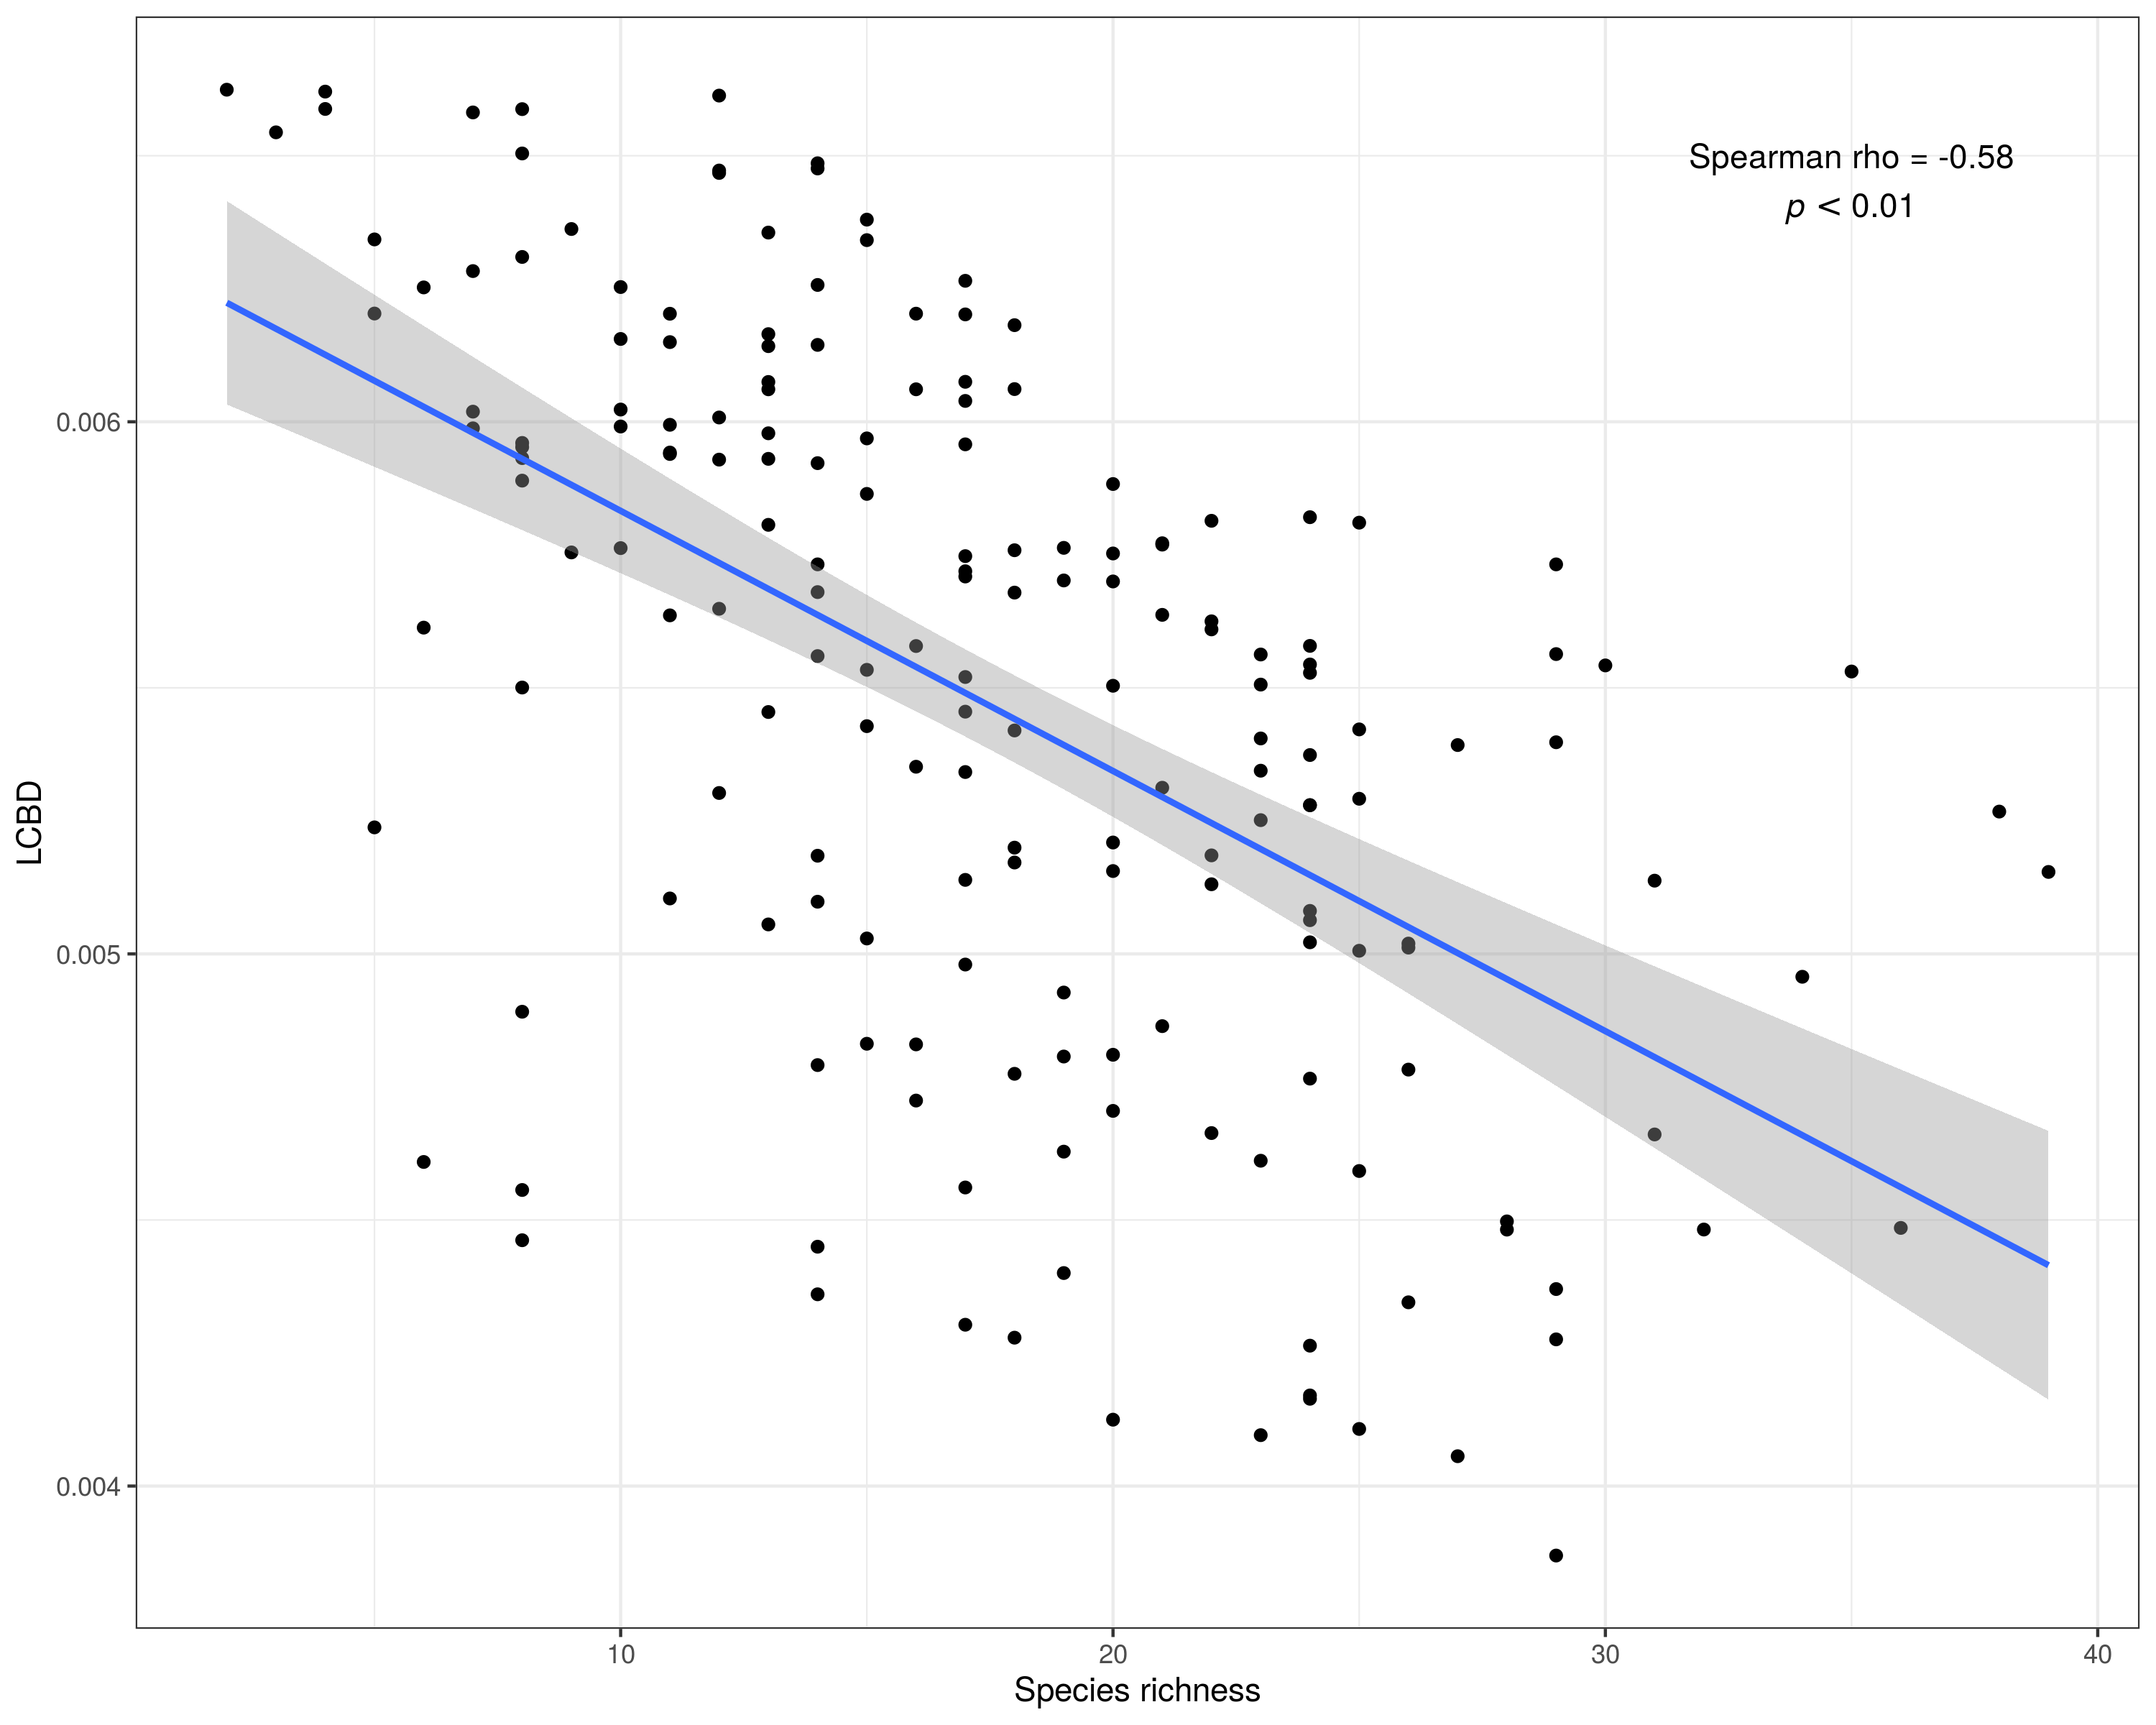 Spearman rho = -0.58
p < 0.01
0.006
0.005
0.004
LCBD
10 20 30 40
Species richness